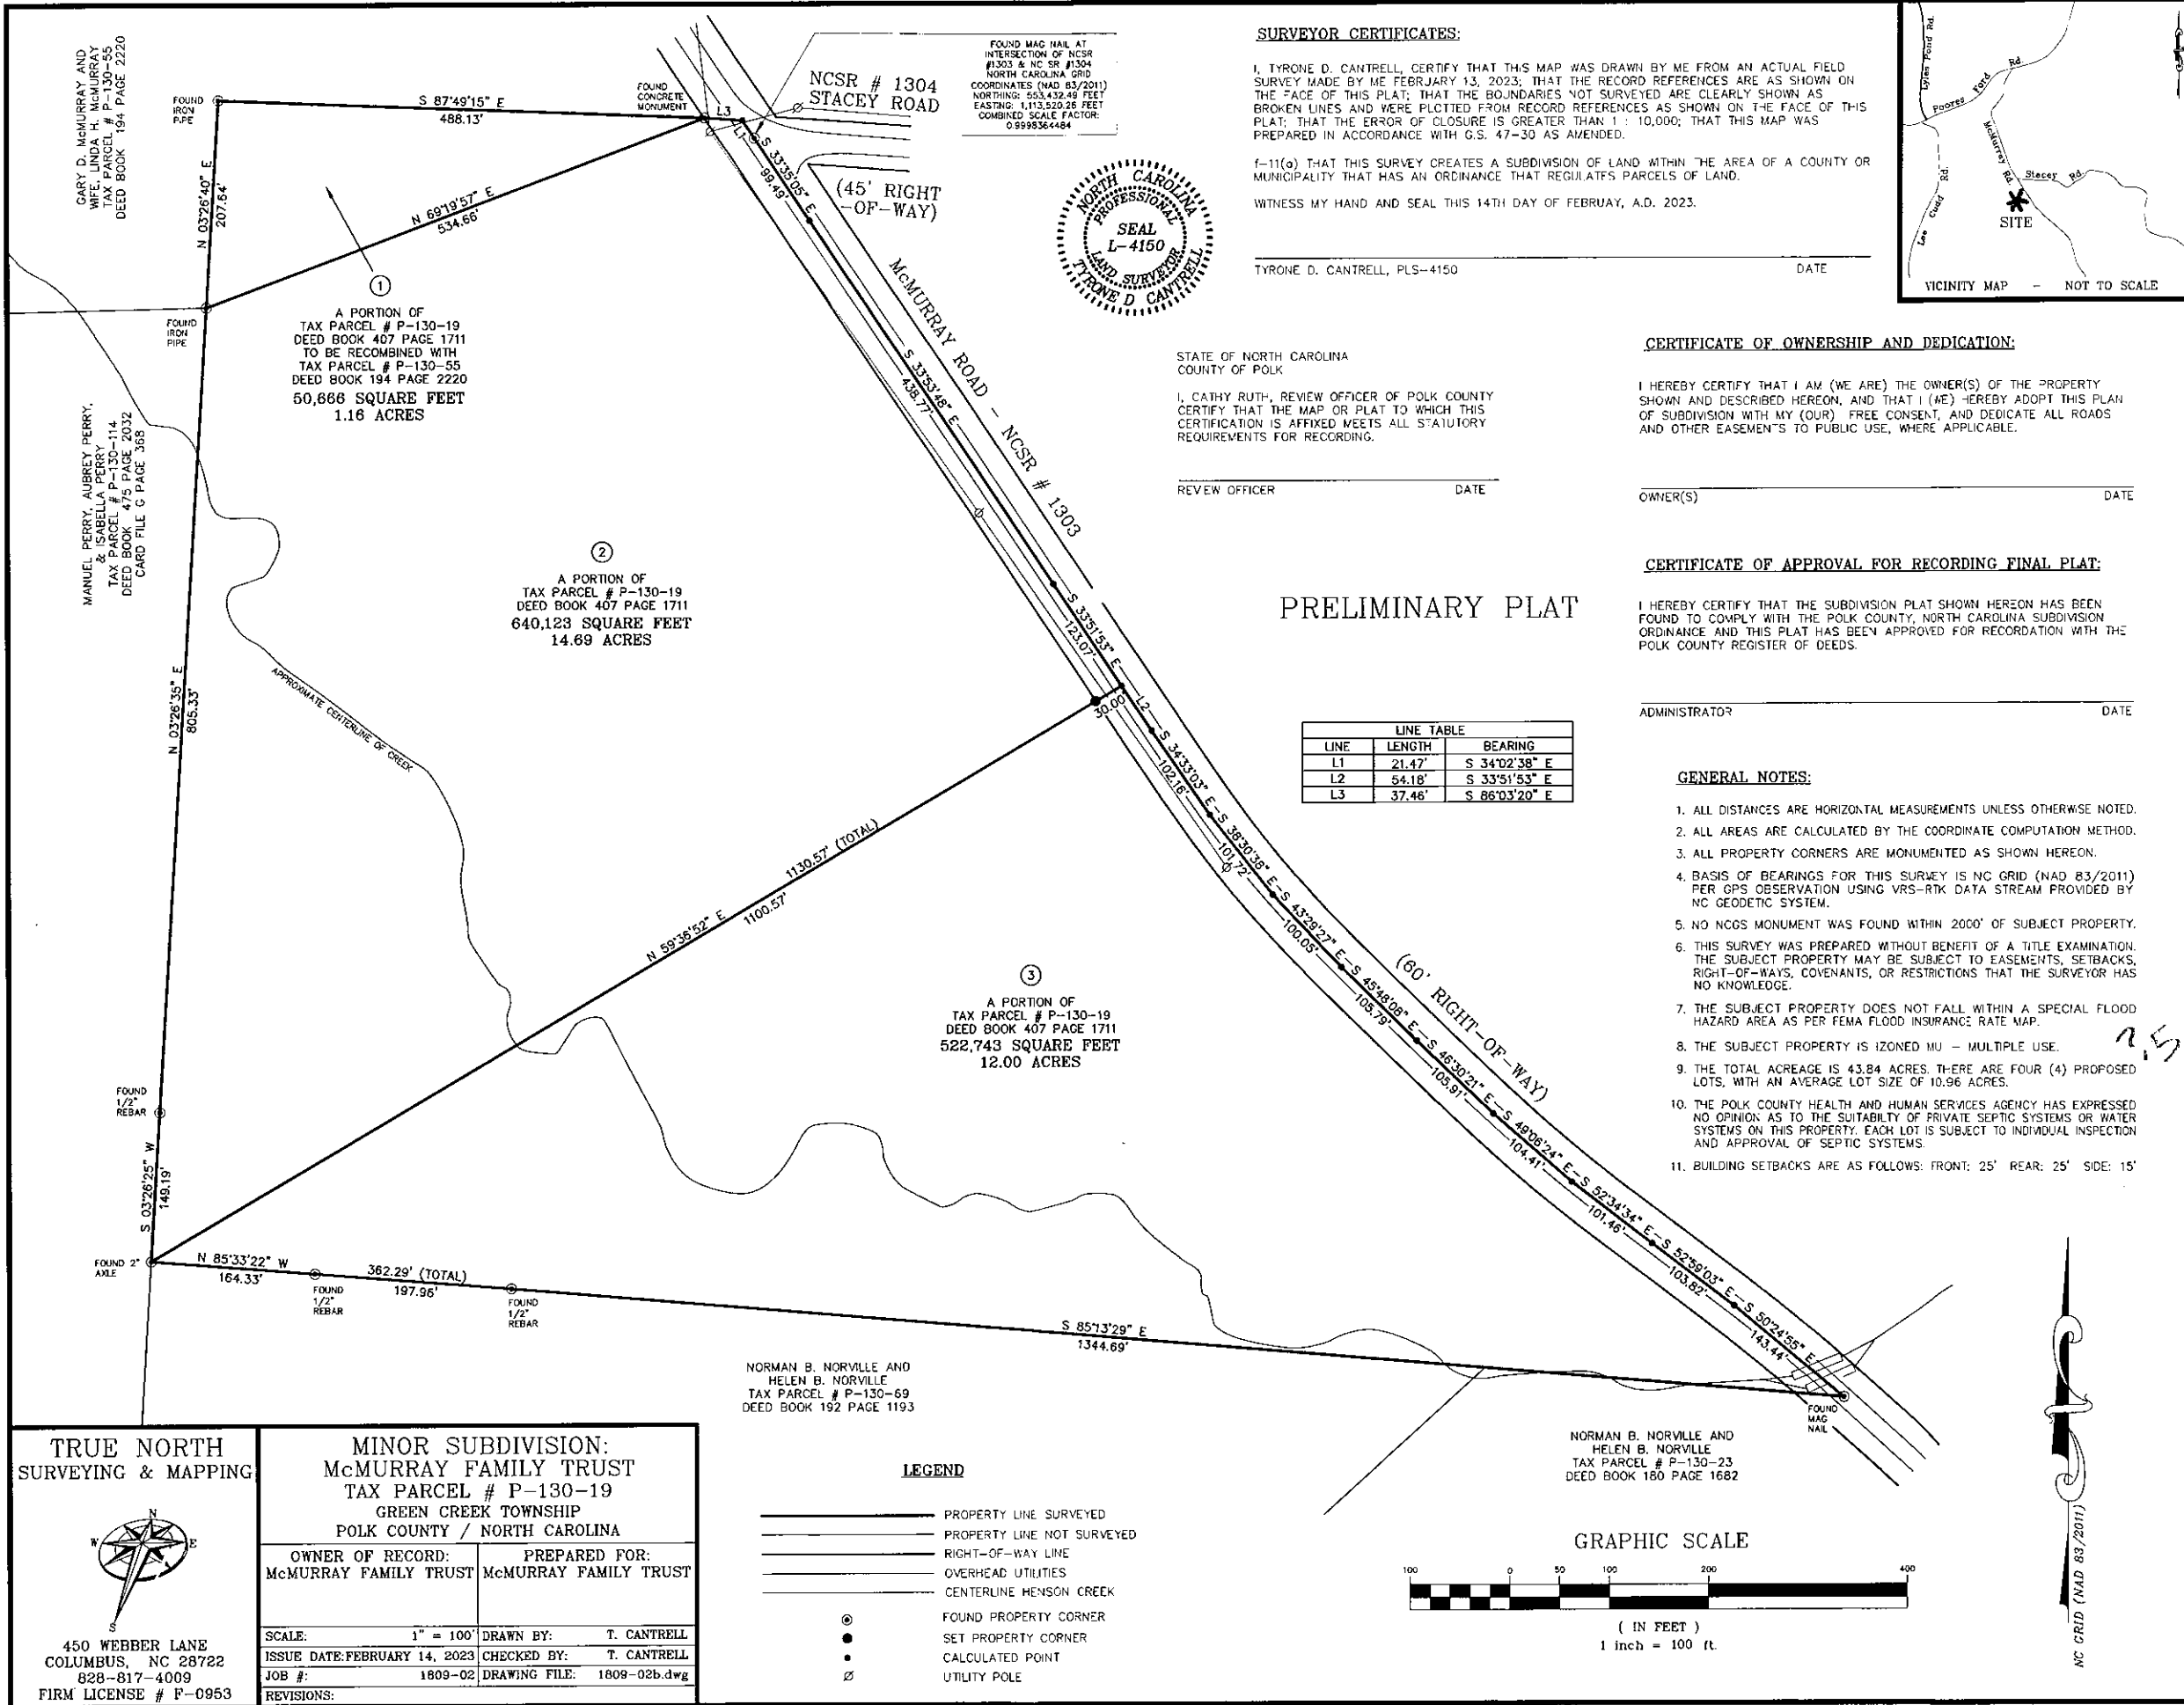 GARY D. McMURRAY AND
WIFE, LINDA H. McMURRAY
TAX PARCEL # P-130-55
DEED BOOK 194 PAGE 2220
FOUND
IRON
PIPE
S 87°49'15" E
488.13'
FOUND
CONCRETE
MONUMENT
L3
L1
NCSR # 1304
STACEY ROAD
FOUND MAG NAIL AT
INTERSECTION OF NCSR
#1303 & NC SR #1304
NORTH CAROLINA GRID
COORDINATES (NAD 83/2011)
NORTHING: 553,432.49 FEET
EASTING: 1,113,520.26 FEET
COMBINED SCALE FACTOR:
0.9998364484
N 03°26'40" E
207.64'
N 69°19'57" E
534.66'
S 33°35'05" E
99.49'
(45' RIGHT
-OF-WAY)
FOUND
IRON
PIPE
1
A PORTION OF
TAX PARCEL # P-130-19
DEED BOOK 407 PAGE 1711
TO BE RECOMBINED WITH
TAX PARCEL # P-130-55
DEED BOOK 194 PAGE 2220
50,666 SQUARE FEET
1.16 ACRES
McMURRAY ROAD - NCSR # 1303
S 33°53'48" E
438.77'
MANUEL PERRY, AUBREY PERRY,
& ISABELLA PERRY
TAX PARCEL # P-130-114
DEED BOOK 475 PAGE 2032
CARD FILE G PAGE 368
N 03°26'35" E
805.33'
APPROXIMATE CENTERLINE OF CREEK
2
A PORTION OF
TAX PARCEL # P-130-19
DEED BOOK 407 PAGE 1711
640,123 SQUARE FEET
14.69 ACRES
S 33°51'53" E
123.07'
30.00'
L2
1130.57' (TOTAL)
N 59°36'52" E
1100.57'
S 34°33'03" E
102.16'
S 38°30'38" E
101.72'
S 43°29'27" E
100.05'
S 45°48'08" E
105.79'
S 46°30'21" E
105.91'
S 49°06'24" E
104.41'
S 52°34'34" E
101.46'
S 52°59'03" E
103.82'
S 50°24'55" E
143.44'
(60' RIGHT-OF-WAY)
3
A PORTION OF
TAX PARCEL # P-130-19
DEED BOOK 407 PAGE 1711
522,743 SQUARE FEET
12.00 ACRES
FOUND
1/2"
REBAR
S 03°26'25" W
149.19'
FOUND 2"
AXLE
N 85°33'22" W
164.33'
FOUND
1/2"
REBAR
362.29' (TOTAL)
197.96'
FOUND
1/2"
REBAR
S 85°13'29" E
1344.69'
FOUND
MAG
NAIL
NORMAN B. NORVILLE AND
HELEN B. NORVILLE
TAX PARCEL # P-130-69
DEED BOOK 192 PAGE 1193
NORMAN B. NORVILLE AND
HELEN B. NORVILLE
TAX PARCEL # P-130-23
DEED BOOK 180 PAGE 1682
SURVEYOR CERTIFICATES:
I, TYRONE D. CANTRELL, CERTIFY THAT THIS MAP WAS DRAWN BY ME FROM AN ACTUAL FIELD
SURVEY MADE BY ME FEBRUARY 13, 2023; THAT THE RECORD REFERENCES ARE AS SHOWN ON
THE FACE OF THIS PLAT; THAT THE BOUNDARIES NOT SURVEYED ARE CLEARLY SHOWN AS
BROKEN LINES AND WERE PLOTTED FROM RECORD REFERENCES AS SHOWN ON THE FACE OF THIS
PLAT; THAT THE ERROR OF CLOSURE IS GREATER THAN 1 : 10,000; THAT THIS MAP WAS
PREPARED IN ACCORDANCE WITH G.S. 47-30 AS AMENDED.
f-11(a) THAT THIS SURVEY CREATES A SUBDIVISION OF LAND WITHIN THE AREA OF A COUNTY OR
MUNICIPALITY THAT HAS AN ORDINANCE THAT REGULATES PARCELS OF LAND.
WITNESS MY HAND AND SEAL THIS 14TH DAY OF FEBRUAY, A.D. 2023.
TYRONE D. CANTRELL, PLS-4150 DATE
NORTH CAROLINA
PROFESSIONAL
SEAL
L-4150
LAND SURVEYOR
TYRONE D CANTRELL
Lyles Pond Rd.
Poores Ford Rd.
McMurray Rd.
Stacey Rd.
Lee Cudd Rd.
SITE
VICINITY MAP - NOT TO SCALE
STATE OF NORTH CAROLINA
COUNTY OF POLK
I, CATHY RUTH, REVIEW OFFICER OF POLK COUNTY
CERTIFY THAT THE MAP OR PLAT TO WHICH THIS
CERTIFICATION IS AFFIXED MEETS ALL STATUTORY
REQUIREMENTS FOR RECORDING.
REVIEW OFFICER DATE
CERTIFICATE OF OWNERSHIP AND DEDICATION:
I HEREBY CERTIFY THAT I AM (WE ARE) THE OWNER(S) OF THE PROPERTY
SHOWN AND DESCRIBED HEREON, AND THAT I (WE) HEREBY ADOPT THIS PLAN
OF SUBDIVISION WITH MY (OUR) FREE CONSENT, AND DEDICATE ALL ROADS
AND OTHER EASEMENTS TO PUBLIC USE, WHERE APPLICABLE.
OWNER(S) DATE
PRELIMINARY PLAT
CERTIFICATE OF APPROVAL FOR RECORDING FINAL PLAT:
I HEREBY CERTIFY THAT THE SUBDIVISION PLAT SHOWN HEREON HAS BEEN
FOUND TO COMPLY WITH THE POLK COUNTY, NORTH CAROLINA SUBDIVISION
ORDINANCE AND THIS PLAT HAS BEEN APPROVED FOR RECORDATION WITH THE
POLK COUNTY REGISTER OF DEEDS.
ADMINISTRATOR DATE
LINE TABLE
LINE LENGTH BEARING
L1 21.47' S 34°02'38" E
L2 54.18' S 33°51'53" E
L3 37.46' S 86°03'20" E
GENERAL NOTES:
1. ALL DISTANCES ARE HORIZONTAL MEASUREMENTS UNLESS OTHERWISE NOTED.
2. ALL AREAS ARE CALCULATED BY THE COORDINATE COMPUTATION METHOD.
3. ALL PROPERTY CORNERS ARE MONUMENTED AS SHOWN HEREON.
4. BASIS OF BEARINGS FOR THIS SURVEY IS NC GRID (NAD 83/2011)
PER GPS OBSERVATION USING VRS-RTK DATA STREAM PROVIDED BY
NC GEODETIC SYSTEM.
5. NO NCGS MONUMENT WAS FOUND WITHIN 2000' OF SUBJECT PROPERTY.
6. THIS SURVEY WAS PREPARED WITHOUT BENEFIT OF A TITLE EXAMINATION.
THE SUBJECT PROPERTY MAY BE SUBJECT TO EASEMENTS, SETBACKS,
RIGHT-OF-WAYS, COVENANTS, OR RESTRICTIONS THAT THE SURVEYOR HAS
NO KNOWLEDGE.
7. THE SUBJECT PROPERTY DOES NOT FALL WITHIN A SPECIAL FLOOD
HAZARD AREA AS PER FEMA FLOOD INSURANCE RATE MAP.
8. THE SUBJECT PROPERTY IS IZONED MU - MULTIPLE USE.
9. THE TOTAL ACREAGE IS 43.84 ACRES. THERE ARE FOUR (4) PROPOSED
LOTS, WITH AN AVERAGE LOT SIZE OF 10.96 ACRES.
10. THE POLK COUNTY HEALTH AND HUMAN SERVICES AGENCY HAS EXPRESSED
NO OPINION AS TO THE SUITABILTY OF PRIVATE SEPTIC SYSTEMS OR WATER
SYSTEMS ON THIS PROPERTY. EACH LOT IS SUBJECT TO INDIVIDUAL INSPECTION
AND APPROVAL OF SEPTIC SYSTEMS.
11. BUILDING SETBACKS ARE AS FOLLOWS: FRONT: 25' REAR: 25' SIDE: 15'
TRUE NORTH
SURVEYING & MAPPING
N
W E
S
450 WEBBER LANE
COLUMBUS, NC 28722
828-817-4009
FIRM LICENSE # F-0953
MINOR SUBDIVISION:
McMURRAY FAMILY TRUST
TAX PARCEL # P-130-19
GREEN CREEK TOWNSHIP
POLK COUNTY / NORTH CAROLINA
OWNER OF RECORD: PREPARED FOR:
McMURRAY FAMILY TRUST McMURRAY FAMILY TRUST
SCALE: 1" = 100' DRAWN BY: T. CANTRELL
ISSUE DATE: FEBRUARY 14, 2023 CHECKED BY: T. CANTRELL
JOB #: 1809-02 DRAWING FILE: 1809-02b.dwg
REVISIONS:
LEGEND
PROPERTY LINE SURVEYED
PROPERTY LINE NOT SURVEYED
RIGHT-OF-WAY LINE
OVERHEAD UTILITIES
CENTERLINE HENSON CREEK
FOUND PROPERTY CORNER
SET PROPERTY CORNER
CALCULATED POINT
UTILITY POLE
GRAPHIC SCALE
100 0 50 100 200 400
( IN FEET )
1 inch = 100 ft.
NC GRID (NAD 83/2011)